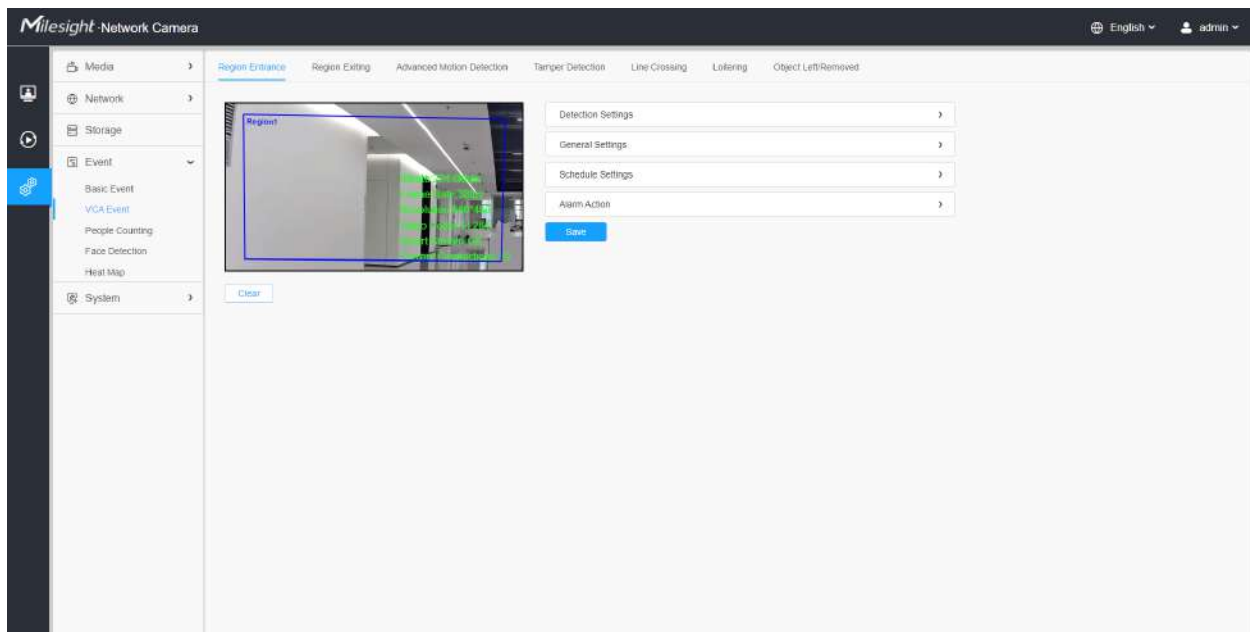 Milesight Network Camera
English
admin
Media
Network
Storage
Event
Basic Event
VCA Event
People Counting
Face Detection
Heat Map
System
Region Entrance Region Exiting Advanced Motion Detection Tamper Detection Line Crossing Loitering Object Left/Removed
Region1
Clear
Detection Settings
General Settings
Schedule Settings
Alarm Action
Save